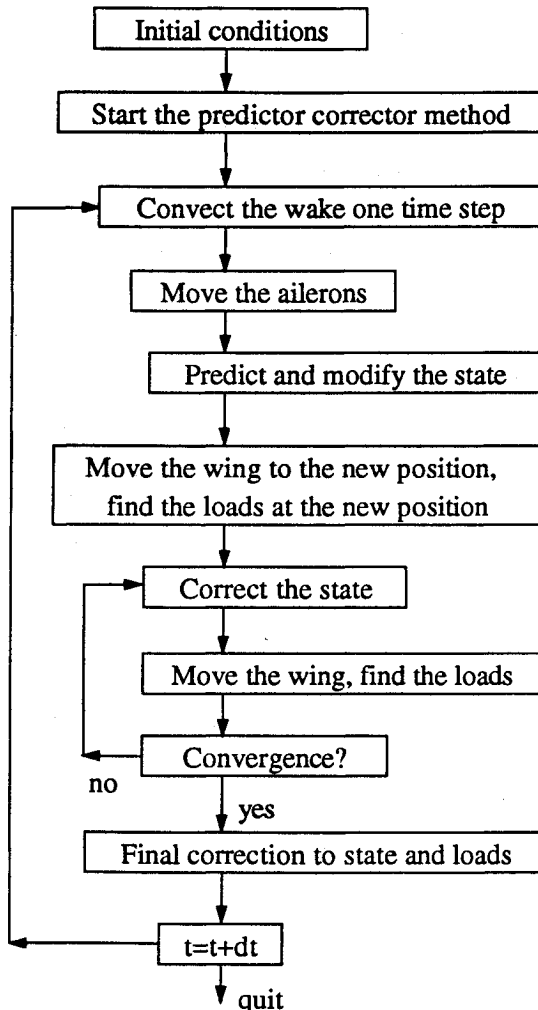 Initial conditions
Start the predictor corrector method
Convect the wake one time step
Move the ailerons
Predict and modify the state
Move the wing to the new position,
find the loads at the new position
Correct the state
Move the wing, find the loads
Convergence?
no
yes
Final correction to state and loads
t=t+dt
quit